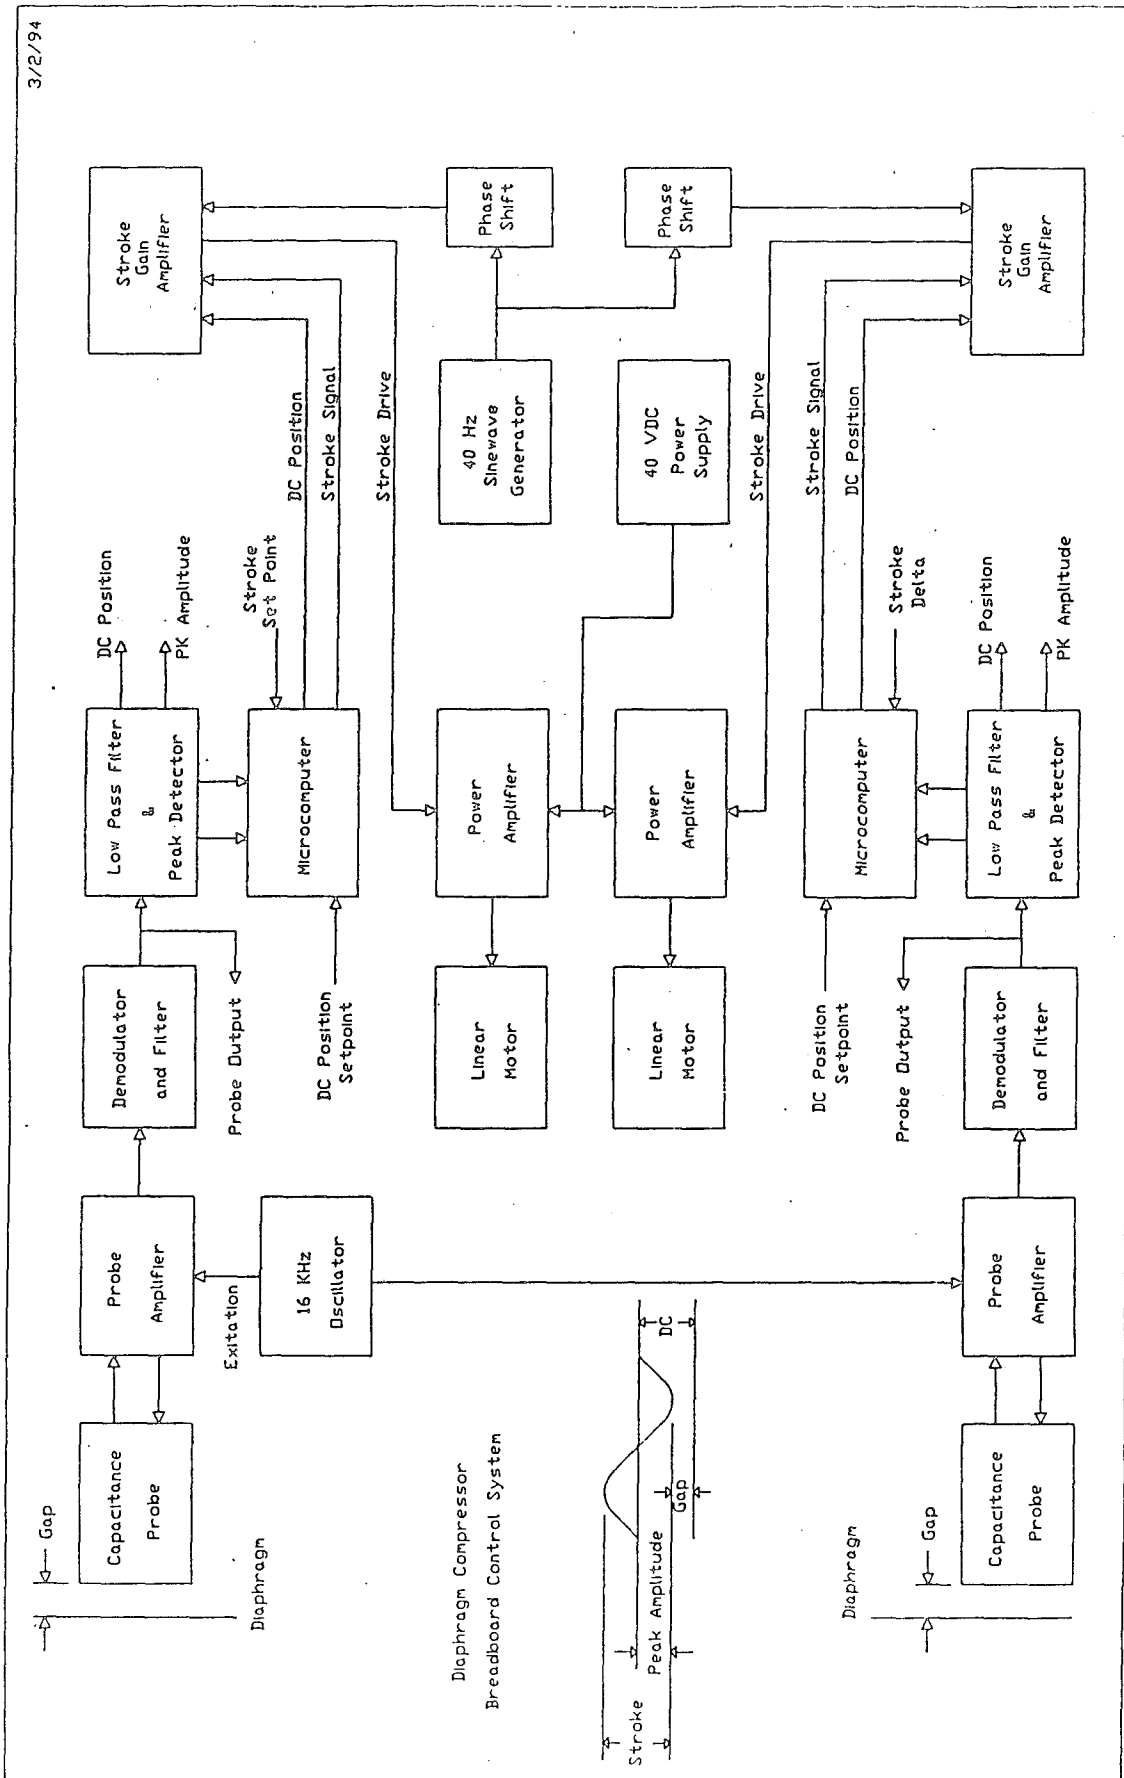 3/2/94
Gap
Diaphragm
Capacitance
Probe
Probe
Amplifier
Exitation
16 KHz
Oscillator
Demodulator
and Filter
Probe Output
Low Pass Filter
&
Peak Detector
DC Position
PK Amplitude
Stroke
Set Point
Microcomputer
DC Position
Setpoint
DC Position
Stroke Signal
Stroke Drive
Stroke
Gain
Amplifier
Phase
Shift
40 Hz
Sinewave
Generator
Power
Amplifier
Linear
Motor
Diaphragm Compressor
Breadboard Control System
Stroke
Peak Amplitude
Gap
DC
Linear
Motor
Power
Amplifier
40 VDC
Power
Supply
Phase
Shift
Stroke Drive
Stroke Signal
DC Position
DC Position
Setpoint
Microcomputer
Stroke
Delta
Diaphragm
Gap
Capacitance
Probe
Probe
Amplifier
Probe Output
Demodulator
and Filter
Low Pass Filter
&
Peak Detector
DC Position
PK Amplitude
Stroke
Gain
Amplifier